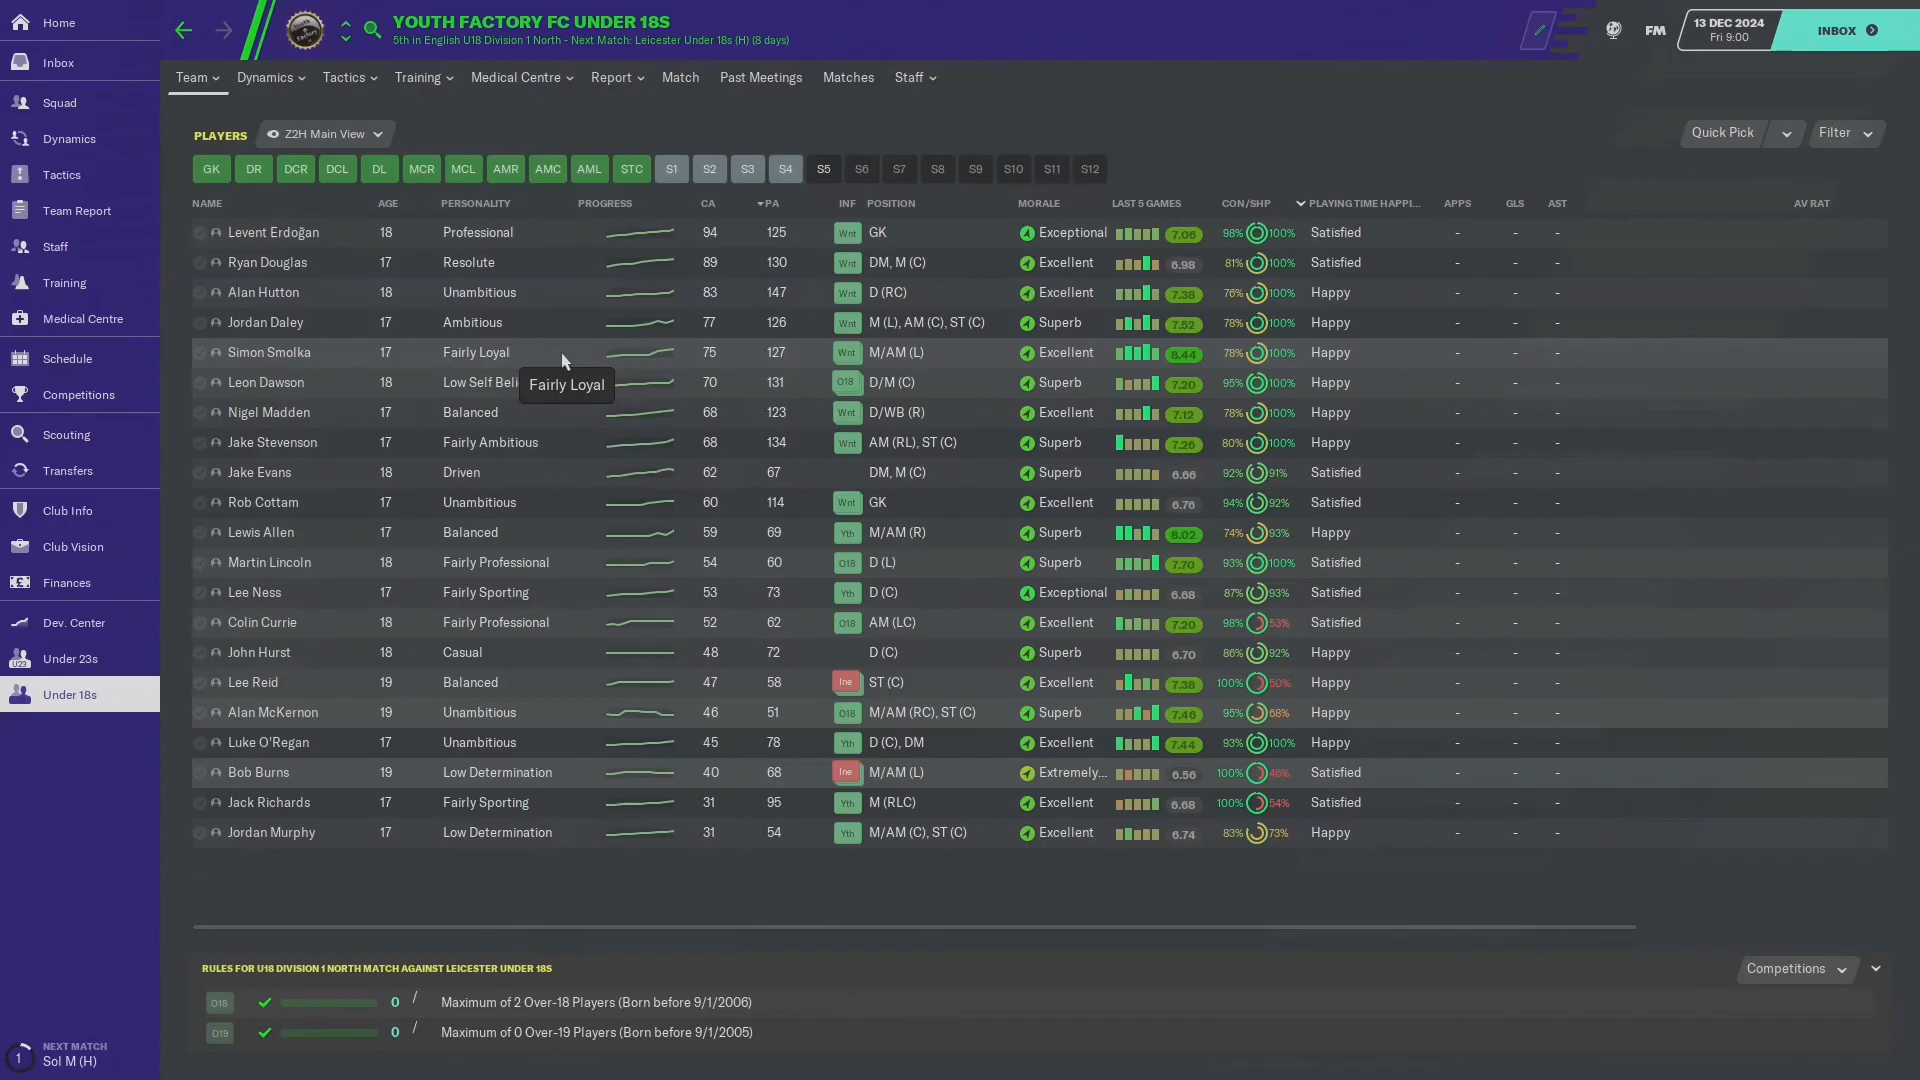 Home
Inbox
Squad
Dynamics
Tactics
Team Report
Staff
Training
Medical Centre
Schedule
Competitions
Scouting
Transfers
Club Info
Club Vision
Finances
Dev. Center
U23 Under 23s
Under 18s
1 NEXT MATCH
Sol M (H)
YOUTH FACTORY FC UNDER 18S
5th in English U18 Division 1 North - Next Match: Leicester Under 18s (H) (8 days)
FM
13 DEC 2024
Fri 9:00
INBOX
Team Dynamics Tactics Training Medical Centre Report Match Past Meetings Matches Staff
PLAYERS Z2H Main View Quick Pick Filter
GK DR DCR DCL DL MCR MCL AMR AMC AML STC S1 S2 S3 S4 S5 S6 S7 S8 S9 S10 S11 S12
NAME AGE PERSONALITY PROGRESS CA PA INF POSITION MORALE LAST 5 GAMES CON/SHP PLAYING TIME HAPPI... APPS GLS AST AV RAT
Levent Erdoğan 18 Professional 94 125 Wnt GK Exceptional 7.06 98% 100% Satisfied - - -
Ryan Douglas 17 Resolute 89 130 Wnt DM, M (C) Excellent 6.98 81% 100% Satisfied - - -
Alan Hutton 18 Unambitious 83 147 Wnt D (RC) Excellent 7.38 76% 100% Happy - - -
Jordan Daley 17 Ambitious 77 126 Wnt M (L), AM (C), ST (C) Superb 7.52 78% 100% Happy - - -
Simon Smolka 17 Fairly Loyal 75 127 Wnt M/AM (L) Excellent 8.44 78% 100% Happy - - -
Leon Dawson 18 Low Self Beli 70 131 O18 D/M (C) Superb 7.20 95% 100% Happy - - -
Fairly Loyal
Nigel Madden 17 Balanced 68 123 Wnt D/WB (R) Excellent 7.12 78% 100% Happy - - -
Jake Stevenson 17 Fairly Ambitious 68 134 Wnt AM (RL), ST (C) Superb 7.26 80% 100% Happy - - -
Jake Evans 18 Driven 62 67 DM, M (C) Superb 6.66 92% 91% Satisfied - - -
Rob Cottam 17 Unambitious 60 114 Wnt GK Excellent 6.76 94% 92% Satisfied - - -
Lewis Allen 17 Balanced 59 69 Yth M/AM (R) Superb 8.02 74% 93% Happy - - -
Martin Lincoln 18 Fairly Professional 54 60 O18 D (L) Superb 7.70 93% 100% Satisfied - - -
Lee Ness 17 Fairly Sporting 53 73 Yth D (C) Exceptional 6.68 87% 93% Satisfied - - -
Colin Currie 18 Fairly Professional 52 62 O18 AM (LC) Excellent 7.20 98% 53% Satisfied - - -
John Hurst 18 Casual 48 72 D (C) Superb 6.70 86% 92% Happy - - -
Lee Reid 19 Balanced 47 58 Ine ST (C) Excellent 7.38 100% 50% Happy - - -
Alan McKernon 19 Unambitious 46 51 O18 M/AM (RC), ST (C) Superb 7.46 95% 68% Happy - - -
Luke O'Regan 17 Unambitious 45 78 Yth D (C), DM Excellent 7.44 93% 100% Happy - - -
Bob Burns 19 Low Determination 40 68 Ine M/AM (L) Extremely... 6.56 100% 46% Satisfied - - -
Jack Richards 17 Fairly Sporting 31 95 Yth M (RLC) Excellent 6.68 100% 54% Satisfied - - -
Jordan Murphy 17 Low Determination 31 54 Yth M/AM (C), ST (C) Excellent 6.74 83% 73% Happy - - -
RULES FOR U18 DIVISION 1 NORTH MATCH AGAINST LEICESTER UNDER 18S Competitions
O18 0 / Maximum of 2 Over-18 Players (Born before 9/1/2006)
O19 0 / Maximum of 0 Over-19 Players (Born before 9/1/2005)